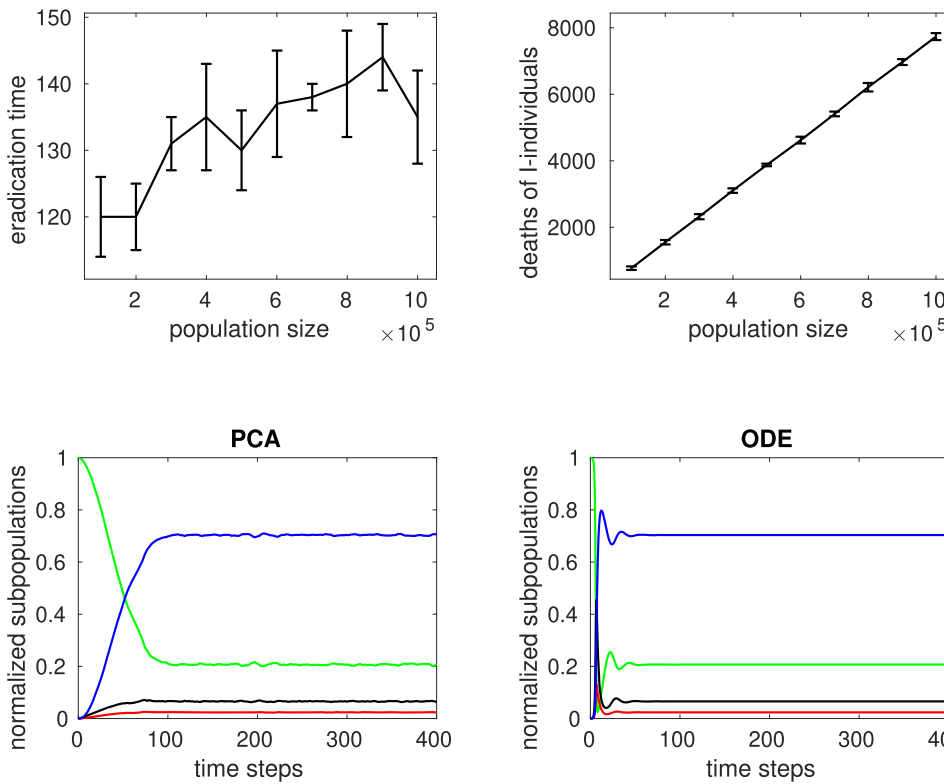 150
140
130
120
eradication time
2 4 6 8 10
population size
×10^5
8000
6000
4000
2000
deaths of I-individuals
2 4 6 8 10
population size
×10^5
PCA
1
0.8
0.6
0.4
0.2
0
normalized subpopulations
0 100 200 300 400
time steps
ODE
1
0.8
0.6
0.4
0.2
0
normalized subpopulations
0 100 200 300 40
time steps